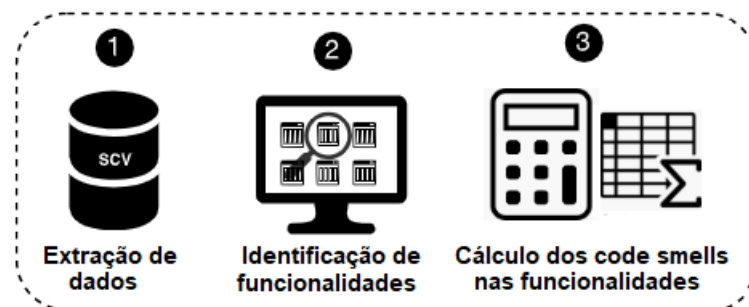 1
2
3
SCV
Extração de
dados
Identificação de
funcionalidades
Cálculo dos code smells
nas funcionalidades